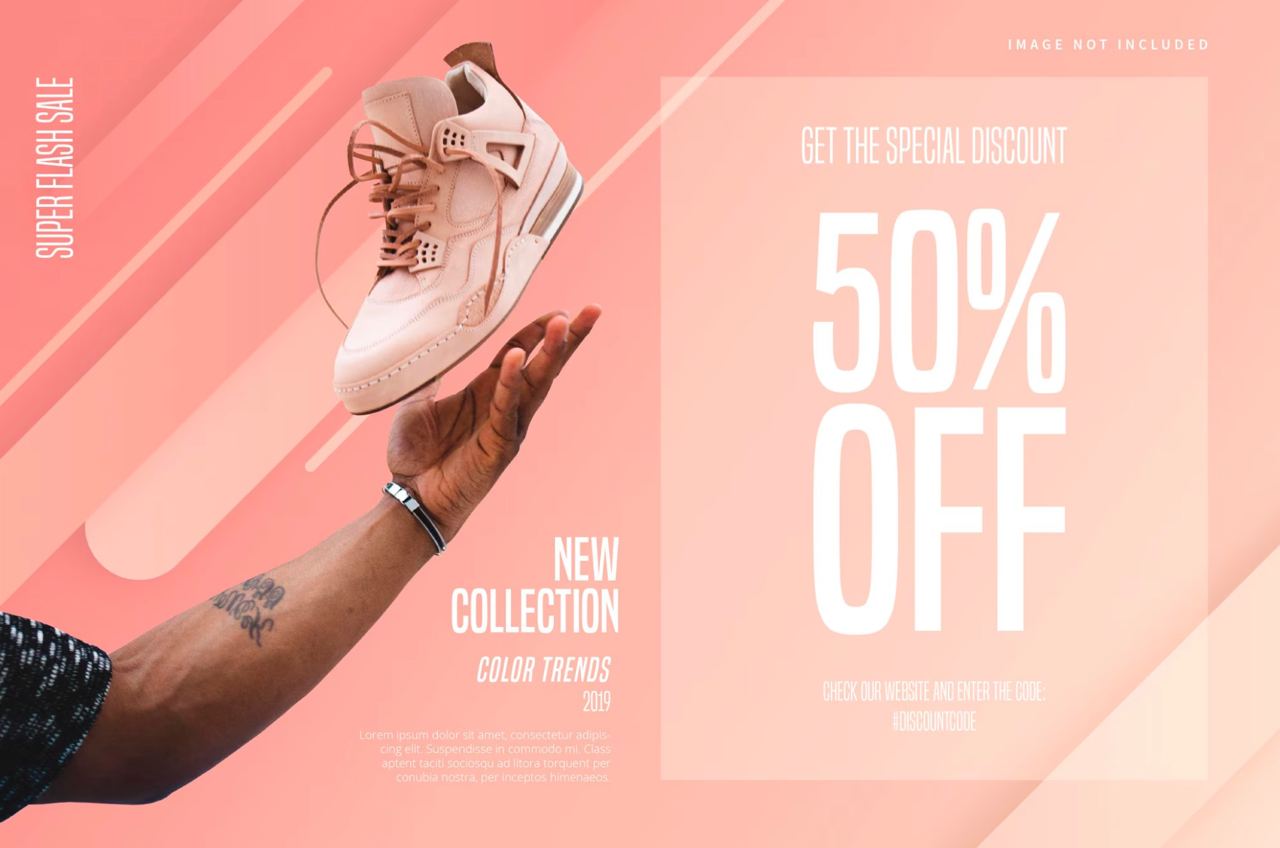 SUPER FLASH SALE
IMAGE NOT INCLUDED
GET THE SPECIAL DISCOUNT
50%
OFF
CHECK OUR WEBSITE AND ENTER THE CODE:
#DISCOUNTCODE
NEW
COLLECTION
COLOR TRENDS
2019
Lorem ipsum dolor sit amet, consectetur adipis-
cing elit. Suspendisse in commodo mi. Class
aptent taciti sociosqu ad litora torquent per
conubia nostra, per inceptos himenaeos.